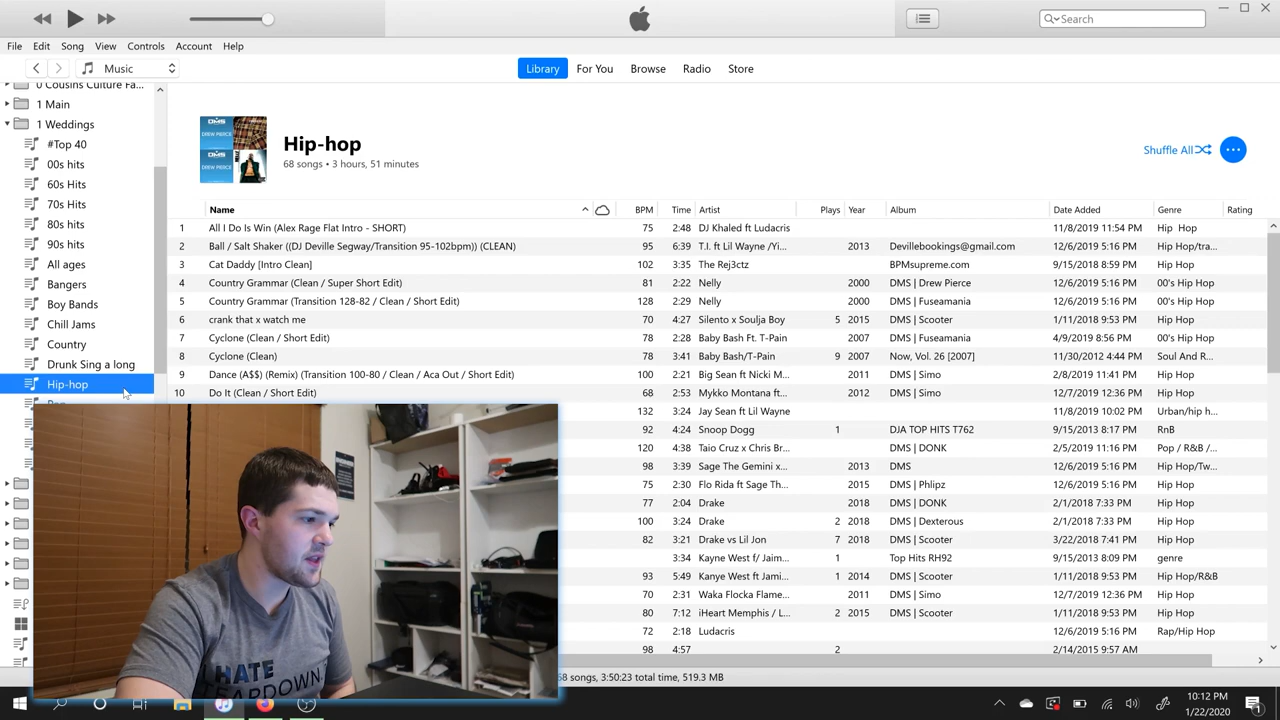 Search
File Edit Song View Controls Account Help
Music
Library For You Browse Radio Store
0 Cousins Culture Fa...
1 Main
1 Weddings
#Top 40
00s hits
60s Hits
70s Hits
80s hits
90s hits
All ages
Bangers
Boy Bands
Chill Jams
Country
Drunk Sing a long
Hip-hop
DMS
DREW PIERCE
DMS
DREW PIERCE
Hip-hop
68 songs • 3 hours, 51 minutes
Shuffle All
Name BPM Time Artist Plays Year Album Date Added Genre Rating
1 All I Do Is Win (Alex Rage Flat Intro - SHORT) 75 2:48 DJ Khaled ft Ludacris 11/8/2019 11:54 PM Hip Hop
2 Ball / Salt Shaker ((DJ Deville Segway/Transition 95-102bpm)) (CLEAN) 95 6:39 T.I. ft Lil Wayne /Yi... 2013 Devillebookings@gmail.com 12/6/2019 5:16 PM Hip Hop/tra...
3 Cat Daddy [Intro Clean] 102 3:35 The Rej3ctz BPMsupreme.com 9/15/2018 8:59 PM Hip Hop
4 Country Grammar (Clean / Super Short Edit) 81 2:22 Nelly 2000 DMS | Drew Pierce 12/6/2019 5:16 PM 00's Hip Hop
5 Country Grammar (Transition 128-82 / Clean / Short Edit) 128 2:29 Nelly 2000 DMS | Fuseamania 12/6/2019 5:16 PM 00's Hip Hop
6 crank that x watch me 70 4:27 Silento x Soulja Boy 5 2015 DMS | Scooter 1/11/2018 9:53 PM Hip Hop
7 Cyclone (Clean / Short Edit) 78 2:28 Baby Bash Ft. T-Pain 2007 DMS | Fuseamania 4/9/2019 8:56 PM 00's Hip Hop
8 Cyclone (Clean) 78 3:41 Baby Bash/T-Pain 9 2007 Now, Vol. 26 [2007] 11/30/2012 4:44 PM Soul And R...
9 Dance (A$$) (Remix) (Transition 100-80 / Clean / Aca Out / Short Edit) 100 2:21 Big Sean ft Nicki M... 2011 DMS | Simo 2/8/2019 11:41 PM Hip Hop
10 Do It (Clean / Short Edit) 68 2:53 Mykko Montana ft... 2012 DMS | Simo 12/7/2019 12:36 PM Hip Hop
132 3:24 Jay Sean ft Lil Wayne 11/8/2019 10:02 PM Urban/hip h...
92 4:24 Snoop Dogg 1 DJA TOP HITS T762 9/15/2013 8:17 PM RnB
120 4:38 Taio Cruz x Chris Br... DMS | DONK 2/5/2019 11:16 PM Pop / R&B /...
98 3:39 Sage The Gemini x... 2013 DMS 12/6/2019 5:16 PM Hip Hop/Tw...
75 2:30 Flo Rida ft Sage Th... 2015 DMS | Phlipz 12/6/2019 5:16 PM Hip Hop
77 2:04 Drake 2018 DMS | DONK 2/1/2018 7:33 PM Hip Hop
100 3:24 Drake 2 2018 DMS | Dexterous 2/1/2018 7:33 PM Hip Hop
82 3:21 Drake vs Lil Jon 7 2018 DMS | Scooter 3/22/2018 7:41 PM Hip Hop
3:34 Kayne West f/ Jaim... 1 Top Hits RH92 9/15/2013 8:09 PM genre
93 5:49 Kanye West ft Jami... 1 2014 DMS | Scooter 1/11/2018 9:53 PM Hip Hop/R&B
70 2:31 Waka Flocka Flame... 2011 DMS | Simo 12/7/2019 12:36 PM Hip Hop
80 7:12 iHeart Memphis / L... 2 2015 DMS | Scooter 1/11/2018 9:53 PM Hip Hop
72 2:18 Ludacris 12/6/2019 5:16 PM Rap/Hip Hop
98 4:57 2 2/14/2015 9:57 AM
HATE
TEARDOWN
68 songs, 3:50:23 total time, 519.3 MB
10:12 PM
1/22/2020